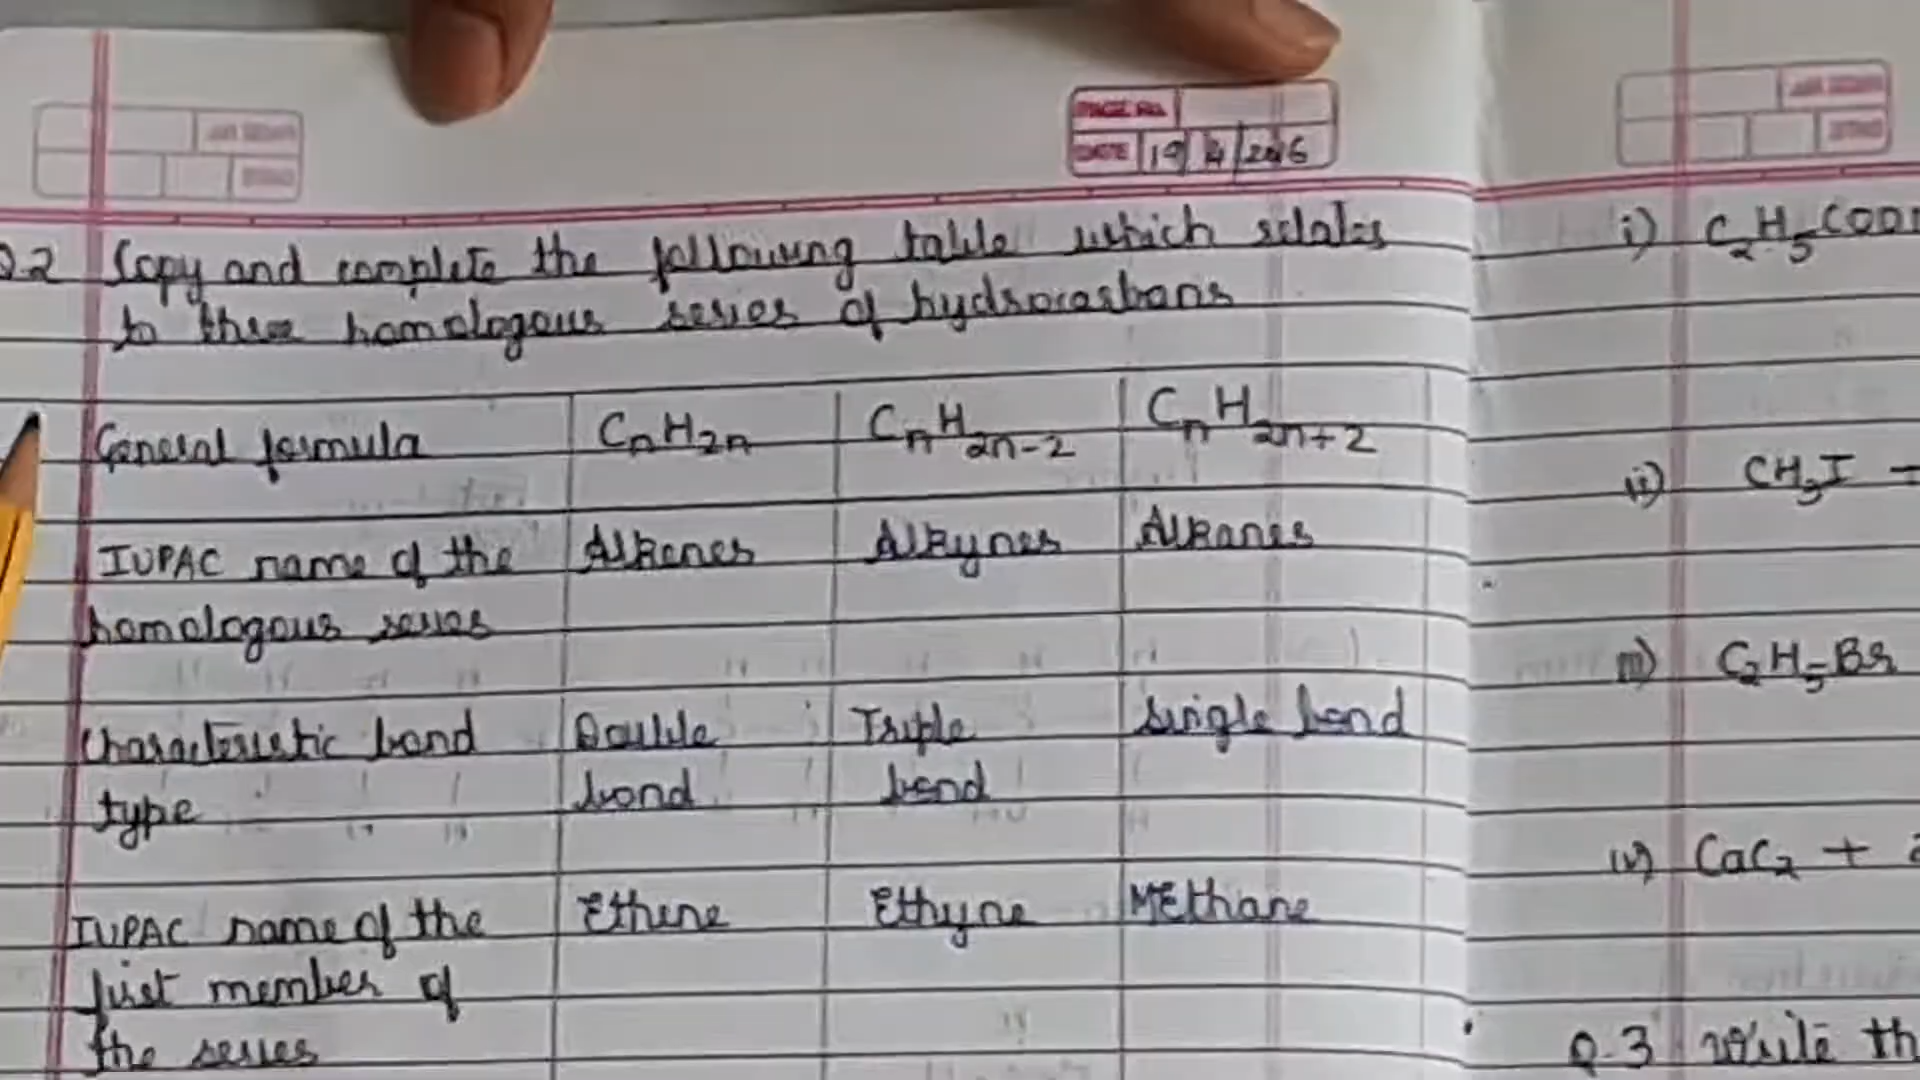 PAGE No.
DATE 19/4/2016
Q.2 Copy and complete the following table which relates
to three homologous series of hydrocarbons
General formula CnH2n CnH2n-2 CnH2n+2
IUPAC name of the Alkenes Alkynes Alkanes
homologous series
Characteristic bond Double Triple Single bond
type bond bond
IUPAC name of the Ethene Ethyne MEthane
first member of
the series
i) C2H5COO
ii) CH3I
iii) C2H5Br
iv) CaC2 +
Q.3 Write th